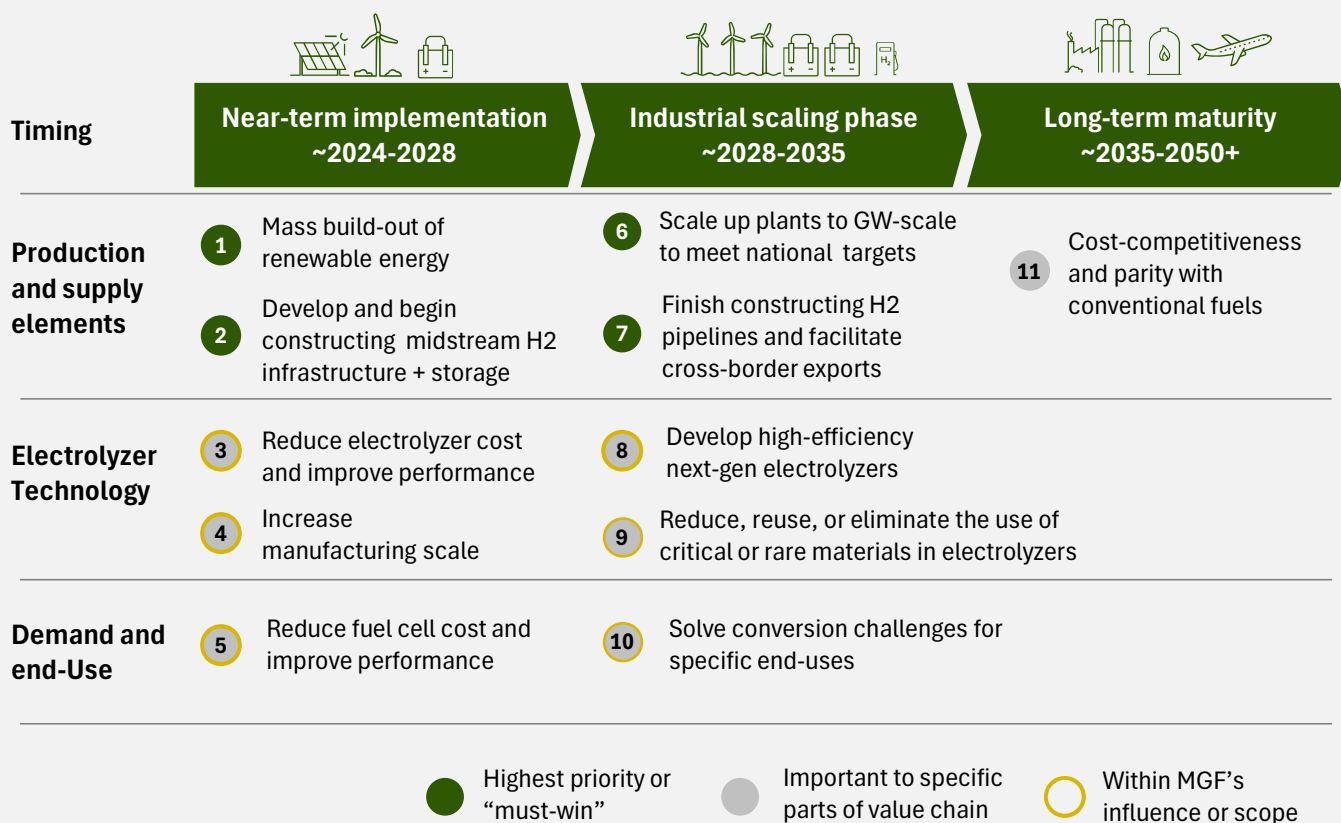 H₂
Timing
Near-term implementation
~2024-2028
Industrial scaling phase
~2028-2035
Long-term maturity
~2035-2050+
Production
and supply
elements
1
Mass build-out of
renewable energy
2
Develop and begin
constructing midstream H2
infrastructure + storage
6
Scale up plants to GW-scale
to meet national targets
7
Finish constructing H2
pipelines and facilitate
cross-border exports
11
Cost-competitiveness
and parity with
conventional fuels
Electrolyzer
Technology
3
Reduce electrolyzer cost
and improve performance
4
Increase
manufacturing scale
8
Develop high-efficiency
next-gen electrolyzers
9
Reduce, reuse, or eliminate the use of
critical or rare materials in electrolyzers
Demand and
end-Use
5
Reduce fuel cell cost and
improve performance
10
Solve conversion challenges for
specific end-uses
Highest priority or
“must-win”
Important to specific
parts of value chain
Within MGF’s
influence or scope